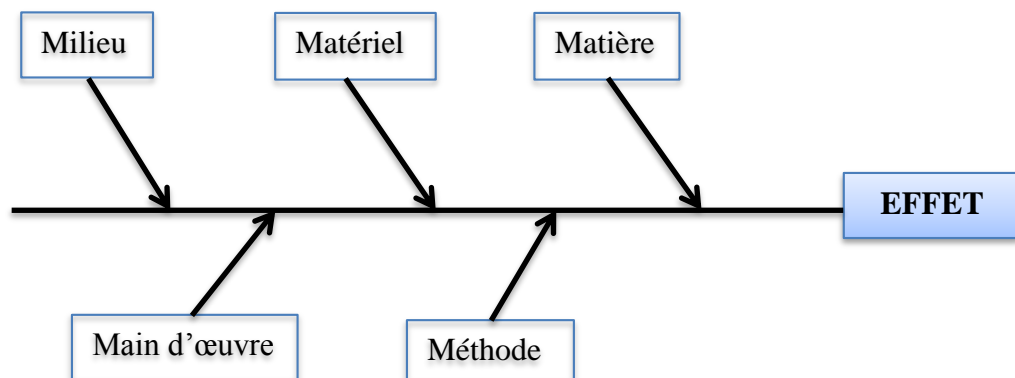 Milieu
Matériel
Matière
EFFET
Main d’œuvre
Méthode